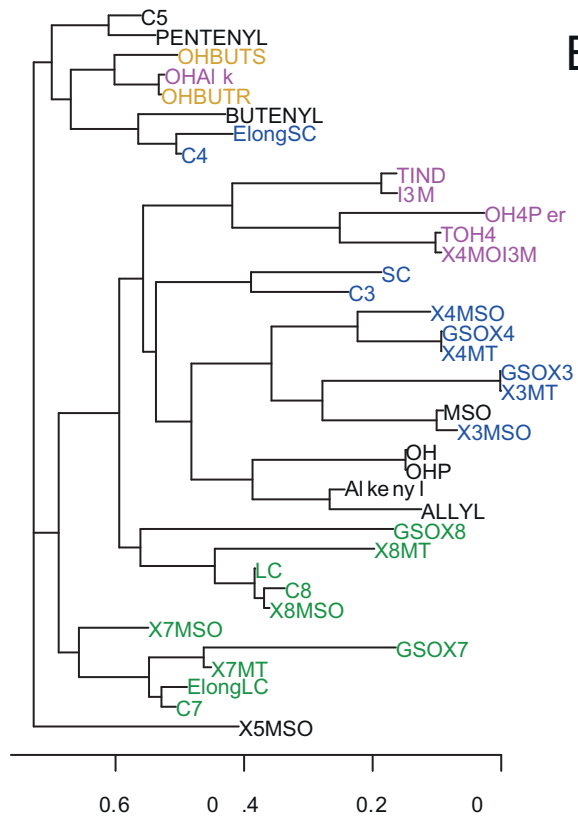 C5
E
PENTENYL
OHBUTS
OHAl k
OHBUTR
BUTENYL
ElongSC
C4
TIND
I3M
OH4P er
TOH4
X4MOI3M
SC
C3
X4MSO
GSOX4
X4MT
GSOX3
X3MT
MSO
X3MSO
OH
OHP
Al ke ny l
ALLYL
GSOX8
X8MT
LC
C8
X8MSO
X7MSO
GSOX7
X7MT
ElongLC
C7
X5MSO
0.6 0 .4 0.2 0